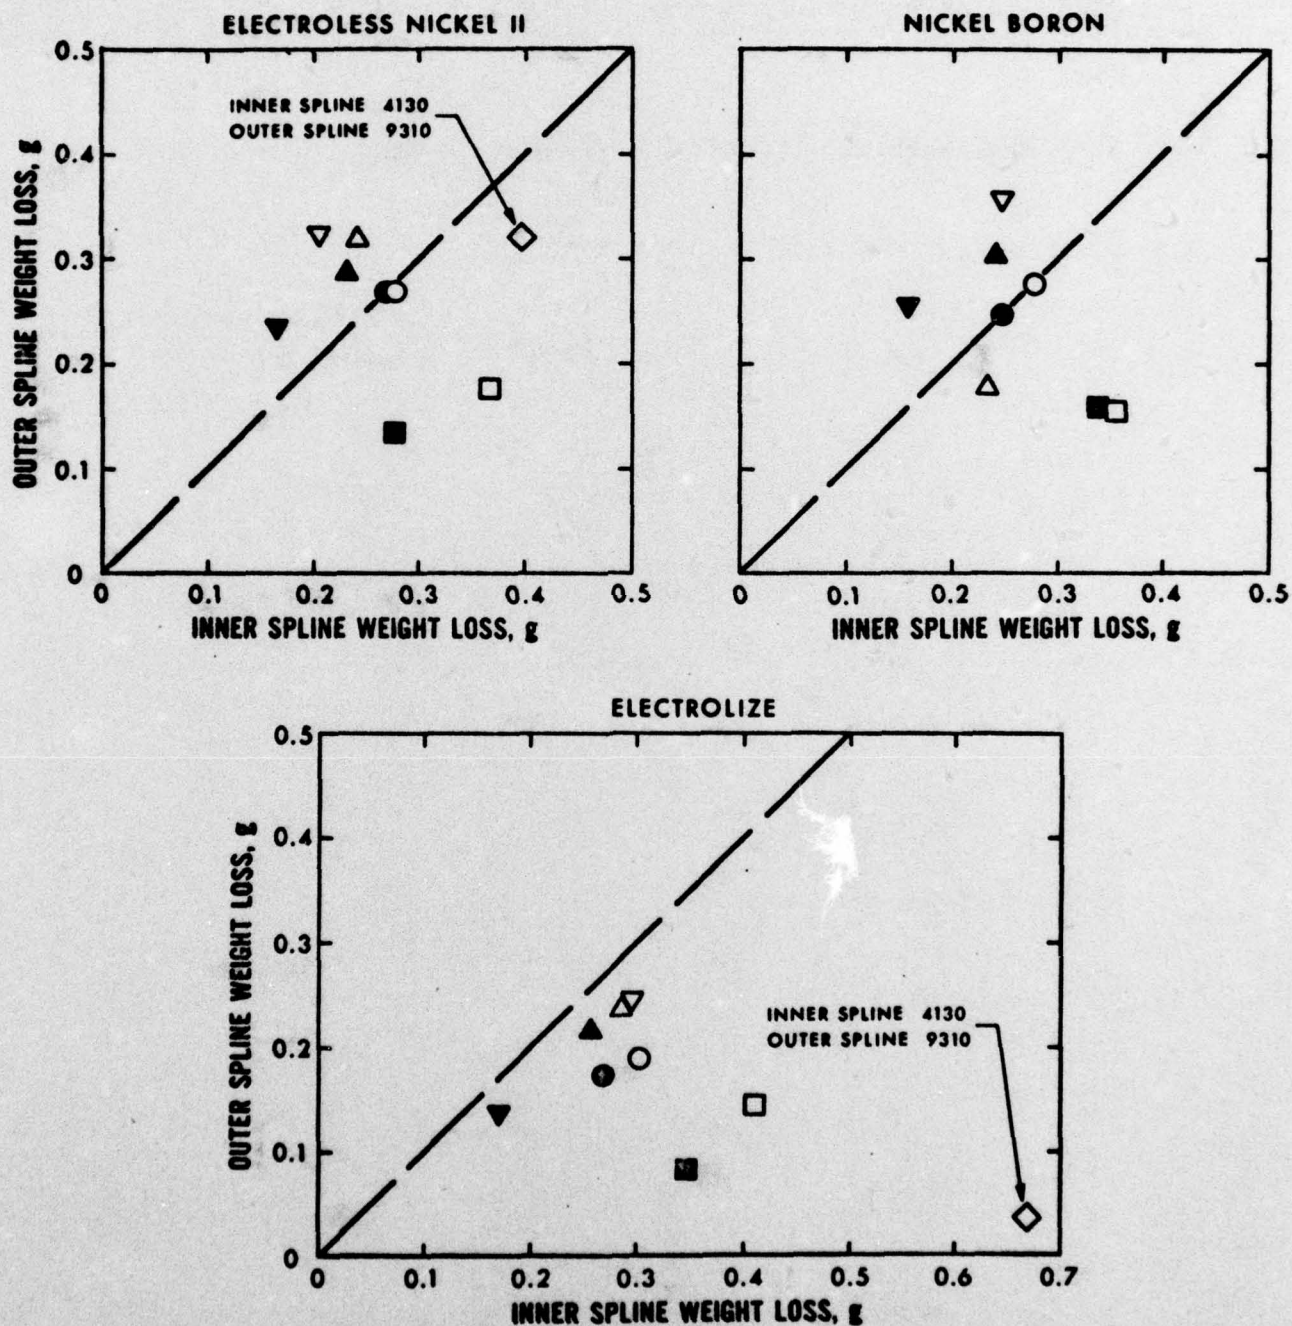 ELECTROLESS NICKEL II
0.5
0.4
0.3
0.2
0.1
0
INNER SPLINE 4130
OUTER SPLINE 9310
OUTER SPLINE WEIGHT LOSS, g
0 0.1 0.2 0.3 0.4 0.5
INNER SPLINE WEIGHT LOSS, g
NICKEL BORON
0 0.1 0.2 0.3 0.4 0.5
INNER SPLINE WEIGHT LOSS, g
ELECTROLIZE
0.5
0.4
0.3
0.2
0.1
0
OUTER SPLINE WEIGHT LOSS, g
INNER SPLINE 4130
OUTER SPLINE 9310
0 0.1 0.2 0.3 0.4 0.5 0.6 0.7
INNER SPLINE WEIGHT LOSS, g